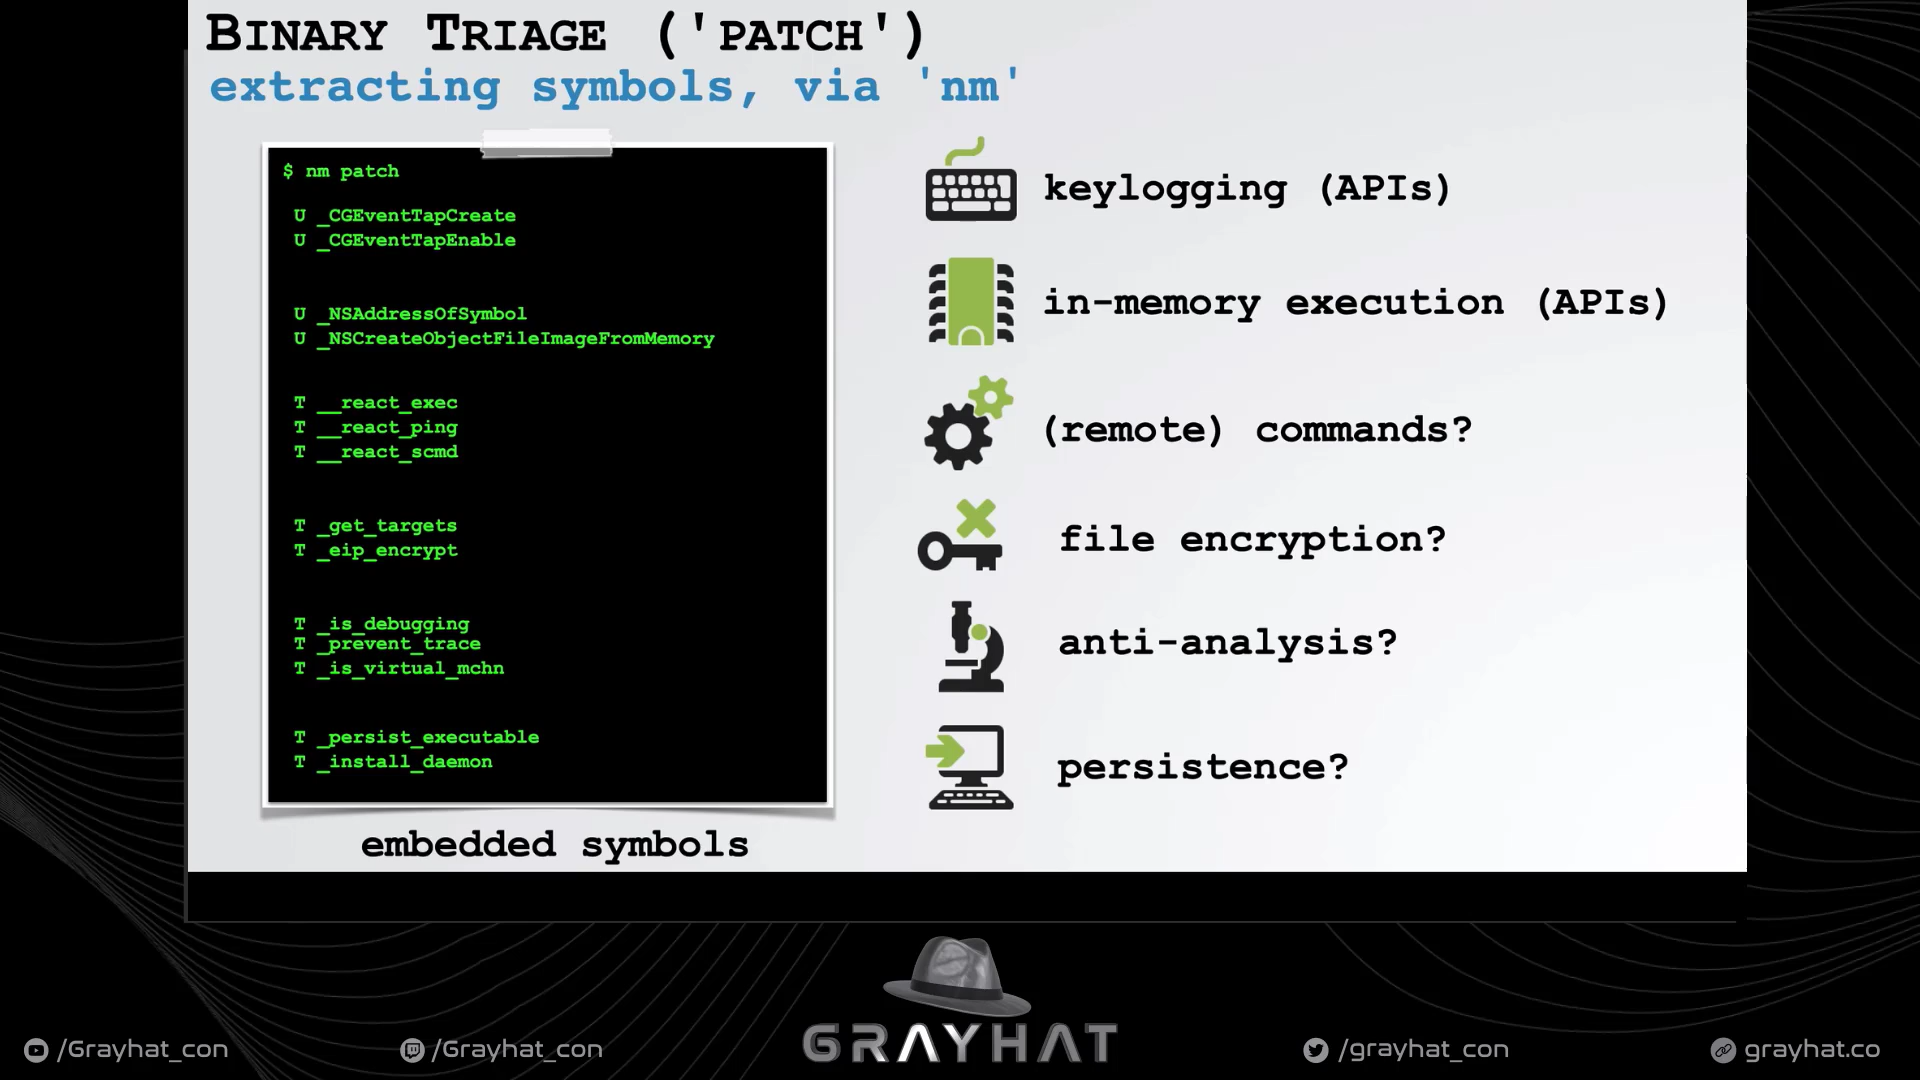 BINARY TRIAGE ('PATCH')
extracting symbols, via 'nm'
$ nm patch
U _CGEventTapCreate
U _CGEventTapEnable
U _NSAddressOfSymbol
U _NSCreateObjectFileImageFromMemory
T __react_exec
T __react_ping
T __react_scmd
T _get_targets
T _eip_encrypt
T _is_debugging
T _prevent_trace
T _is_virtual_mchn
T _persist_executable
T _install_daemon
embedded symbols
keylogging (APIs)
in-memory execution (APIs)
(remote) commands?
file encryption?
anti-analysis?
persistence?
GRAYHAT
/Grayhat_con
/Grayhat_con
/grayhat_con
grayhat.co